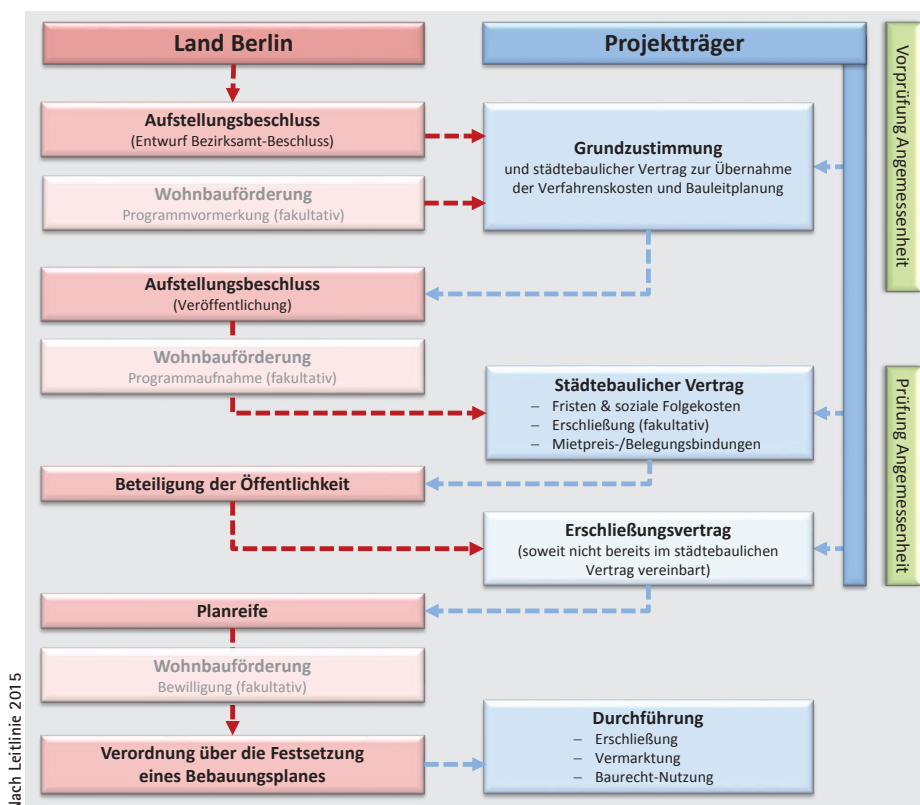 Land Berlin
Projektträger
Aufstellungsbeschluss
(Entwurf Bezirksamt-Beschluss)
Grundzustimmung
und städtebaulicher Vertrag zur Übernahme
der Verfahrenskosten und Bauleitplanung
Wohnbauförderung
Programmvormerkung (fakultativ)
Vorprüfung Angemessenheit
Aufstellungsbeschluss
(Veröffentlichung)
Wohnbauförderung
Programmaufnahme (fakultativ)
Städtebaulicher Vertrag
– Fristen & soziale Folgekosten
– Erschließung (fakultativ)
– Mietpreis-/Belegungsbindungen
Prüfung Angemessenheit
Beteiligung der Öffentlichkeit
Erschließungsvertrag
(soweit nicht bereits im städtebaulichen
Vertrag vereinbart)
Planreife
Wohnbauförderung
Bewilligung (fakultativ)
Verordnung über die Festsetzung
eines Bebauungsplanes
Durchführung
– Erschließung
– Vermarktung
– Baurecht-Nutzung
Nach Leitlinie 2015